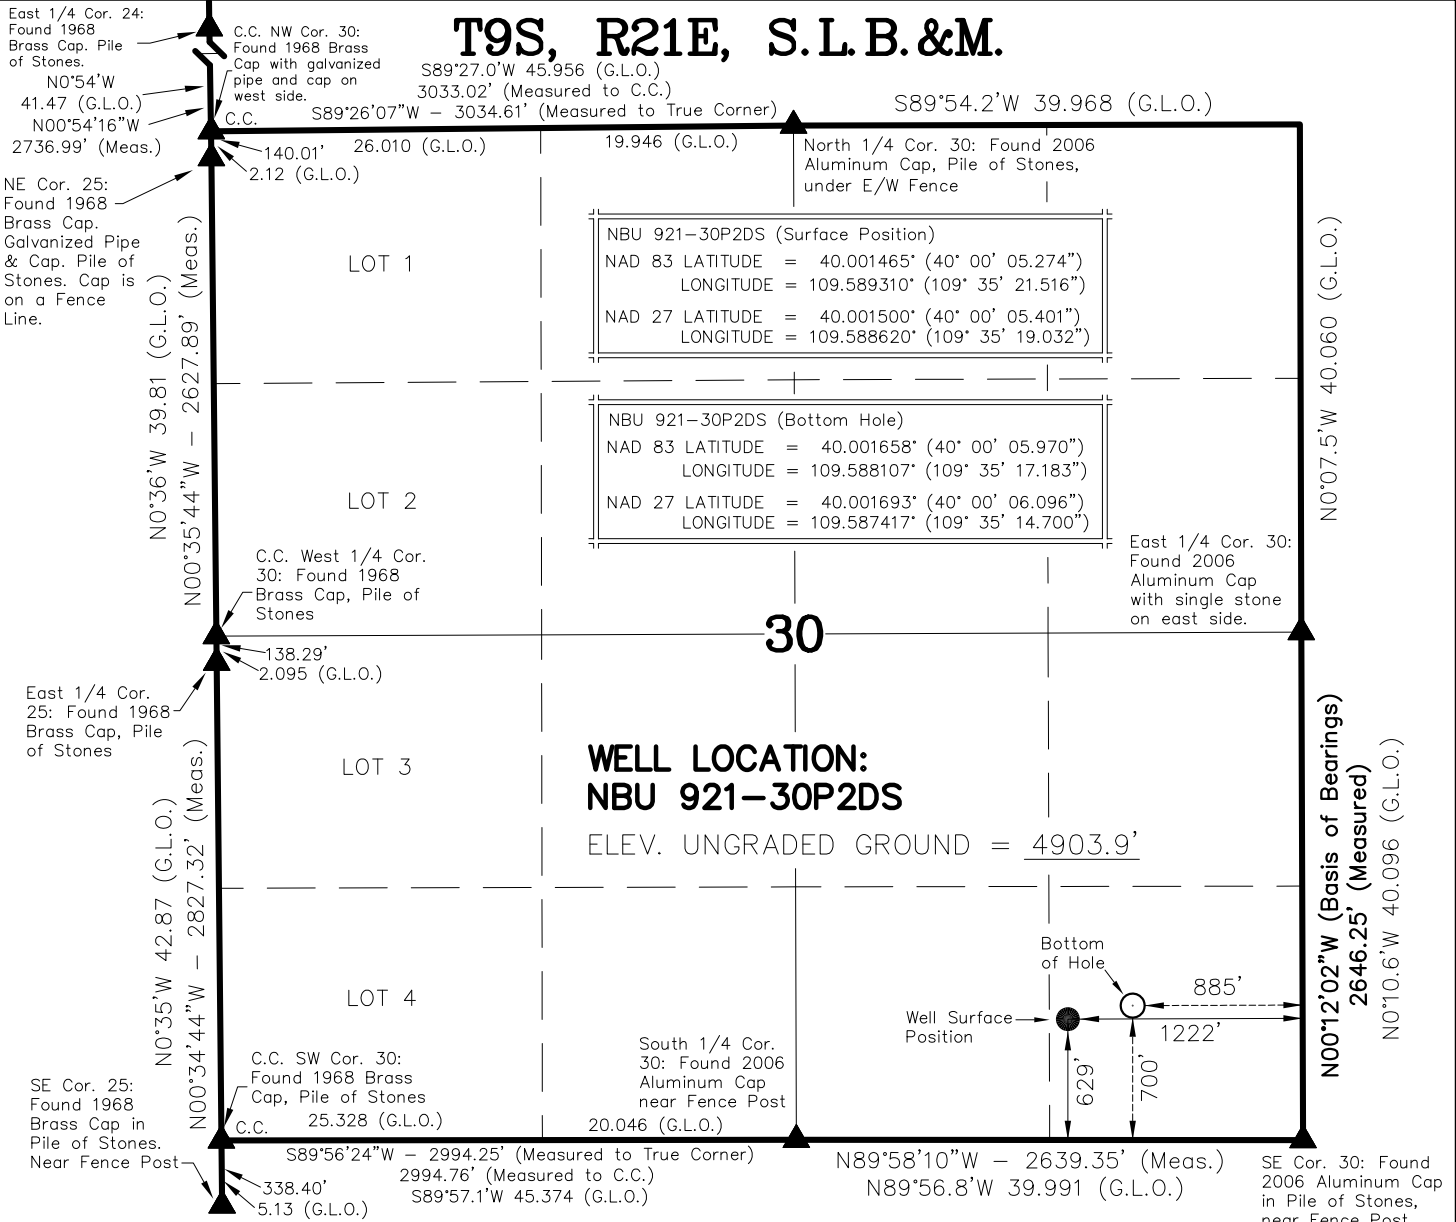 T9S, R21E, S.L.B.&M.
East 1/4 Cor. 24:
Found 1968
Brass Cap. Pile
of Stones.
N0°54'W
41.47 (G.L.O.)
N00°54'16"W
2736.99' (Meas.)
C.C. NW Cor. 30:
Found 1968 Brass
Cap with galvanized
pipe and cap on
west side.
C.C.
S89°27.0'W 45.956 (G.L.O.)
3033.02' (Measured to C.C.)
S89°26'07"W – 3034.61' (Measured to True Corner)
S89°54.2'W 39.968 (G.L.O.)
140.01'
2.12 (G.L.O.)
26.010 (G.L.O.)
19.946 (G.L.O.)
North 1/4 Cor. 30: Found 2006
Aluminum Cap, Pile of Stones,
under E/W Fence
NE Cor. 25:
Found 1968
Brass Cap.
Galvanized Pipe
& Cap. Pile of
Stones. Cap is
on a Fence
Line.
N0°36'W 39.81 (G.L.O.)
N00°35'44"W – 2627.89' (Meas.)
LOT 1
NBU 921–30P2DS (Surface Position)
NAD 83 LATITUDE = 40.001465° (40° 00' 05.274")
LONGITUDE = 109.589310° (109° 35' 21.516")
NAD 27 LATITUDE = 40.001500° (40° 00' 05.401")
LONGITUDE = 109.588620° (109° 35' 19.032")
N0°07.5'W 40.060 (G.L.O.)
NBU 921–30P2DS (Bottom Hole)
NAD 83 LATITUDE = 40.001658° (40° 00' 05.970")
LONGITUDE = 109.588107° (109° 35' 17.183")
NAD 27 LATITUDE = 40.001693° (40° 00' 06.096")
LONGITUDE = 109.587417° (109° 35' 14.700")
LOT 2
C.C. West 1/4 Cor.
30: Found 1968
Brass Cap, Pile of
Stones
East 1/4 Cor. 30:
Found 2006
Aluminum Cap
with single stone
on east side.
30
138.29'
2.095 (G.L.O.)
East 1/4 Cor.
25: Found 1968
Brass Cap, Pile
of Stones
LOT 3
WELL LOCATION:
NBU 921–30P2DS
ELEV. UNGRADED GROUND = 4903.9'
N0°35'W 42.87 (G.L.O.)
N00°34'44"W – 2827.32' (Meas.)
N00°12'02"W (Basis of Bearings)
2646.25' (Measured)
N0°10.6'W 40.096 (G.L.O.)
LOT 4
Bottom
of Hole
885'
Well Surface
Position
1222'
629'
700'
C.C. SW Cor. 30:
Found 1968 Brass
Cap, Pile of Stones
C.C.
25.328 (G.L.O.)
South 1/4 Cor.
30: Found 2006
Aluminum Cap
near Fence Post
20.046 (G.L.O.)
SE Cor. 25:
Found 1968
Brass Cap in
Pile of Stones.
Near Fence Post
S89°56'24"W – 2994.25' (Measured to True Corner)
2994.76' (Measured to C.C.)
S89°57.1'W 45.374 (G.L.O.)
338.40'
5.13 (G.L.O.)
N89°58'10"W – 2639.35' (Meas.)
N89°56.8'W 39.991 (G.L.O.)
SE Cor. 30: Found
2006 Aluminum Cap
in Pile of Stones,
near Fence Post